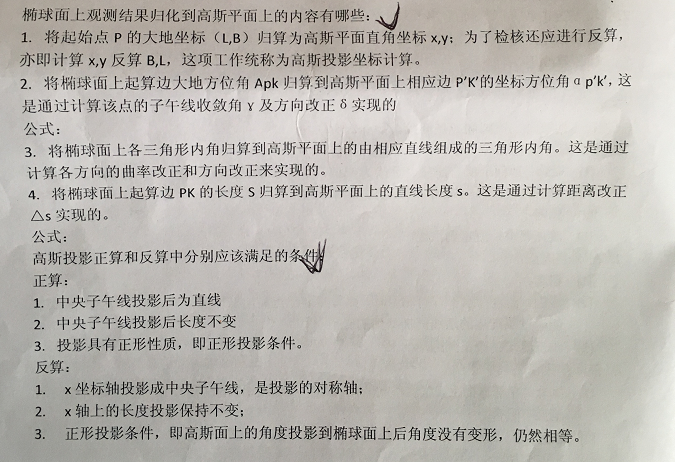 椭球面上观测结果归化到高斯平面上的内容有哪些：
1. 将起始点 P 的大地坐标（L,B）归算为高斯平面直角坐标 x,y；为了检核还应进行反算，
亦即计算 x,y 反算 B,L，这项工作统称为高斯投影坐标计算。
2. 将椭球面上起算边大地方位角 Apk 归算到高斯平面上相应边 P'K'的坐标方位角 αp'k'，这
是通过计算该点的子午线收敛角 γ 及方向改正 δ 实现的
公式：
3. 将椭球面上各三角形内角归算到高斯平面上的由相应直线组成的三角形内角。这是通过
计算各方向的曲率改正和方向改正来实现的。
4. 将椭球面上起算边 PK 的长度 S 归算到高斯平面上的直线长度 s。这是通过计算距离改正
△s 实现的。
公式：
高斯投影正算和反算中分别应该满足的条件
正算：
1. 中央子午线投影后为直线
2. 中央子午线投影后长度不变
3. 投影具有正形性质，即正形投影条件。
反算：
1. x 坐标轴投影成中央子午线，是投影的对称轴；
2. x 轴上的长度投影保持不变；
3. 正形投影条件，即高斯面上的角度投影到椭球面上后角度没有变形，仍然相等。